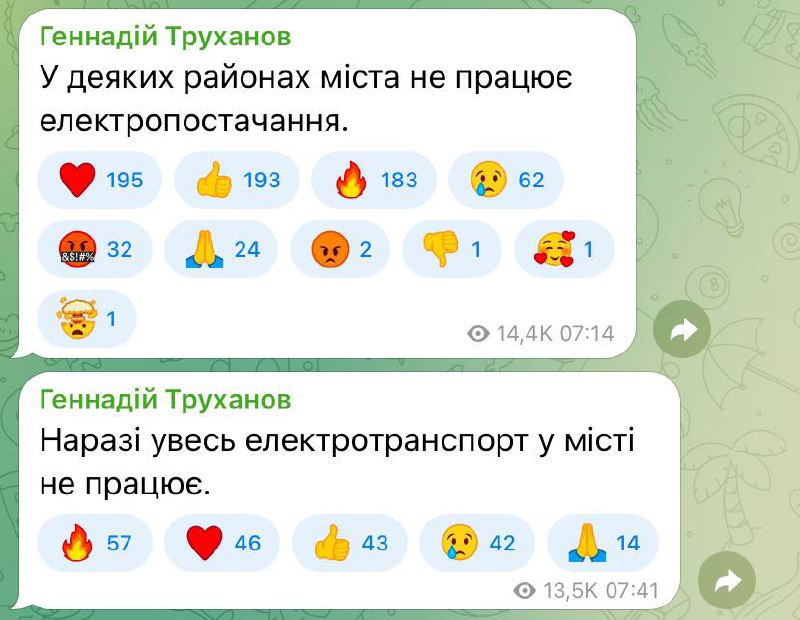 Геннадій Труханов
У деяких районах міста не працює
електропостачання.
195 193 183 62
&$!#% 32 24 2 1 1
1
14,4K 07:14
Геннадій Труханов
Наразі увесь електротранспорт у місті
не працює.
57 46 43 42 14
13,5K 07:41